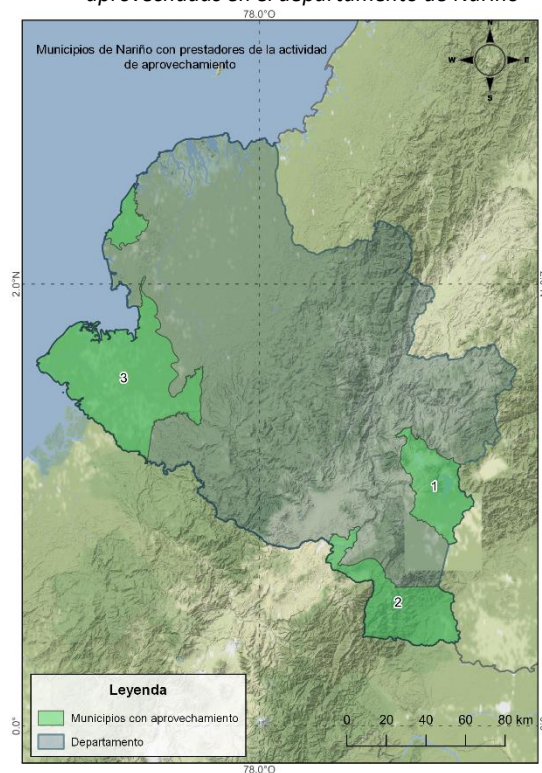 aprovechadas en el departamento de Nariño
78.0°O
Municipios de Nariño con prestadores de la actividad
de aprovechamiento
N
W
E
S
2.0°N
3
1
2
Leyenda
Municipios con aprovechamiento
Departamento
0.0°
0 20 40 60 80 km
78.0°O